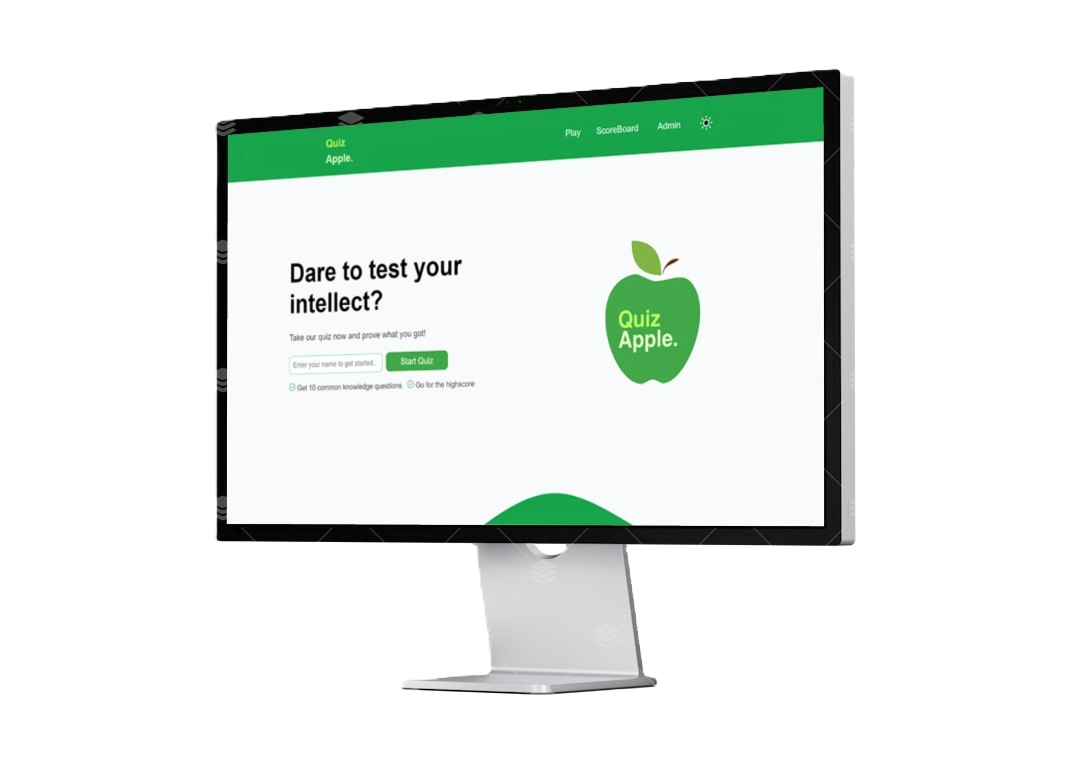 Quiz
Apple.
Play ScoreBoard Admin
Dare to test your
intellect?
Take our quiz now and prove what you got!
Enter your name to get started..
Start Quiz
Get 10 common knowledge questions Go for the highscore
Quiz
Apple.